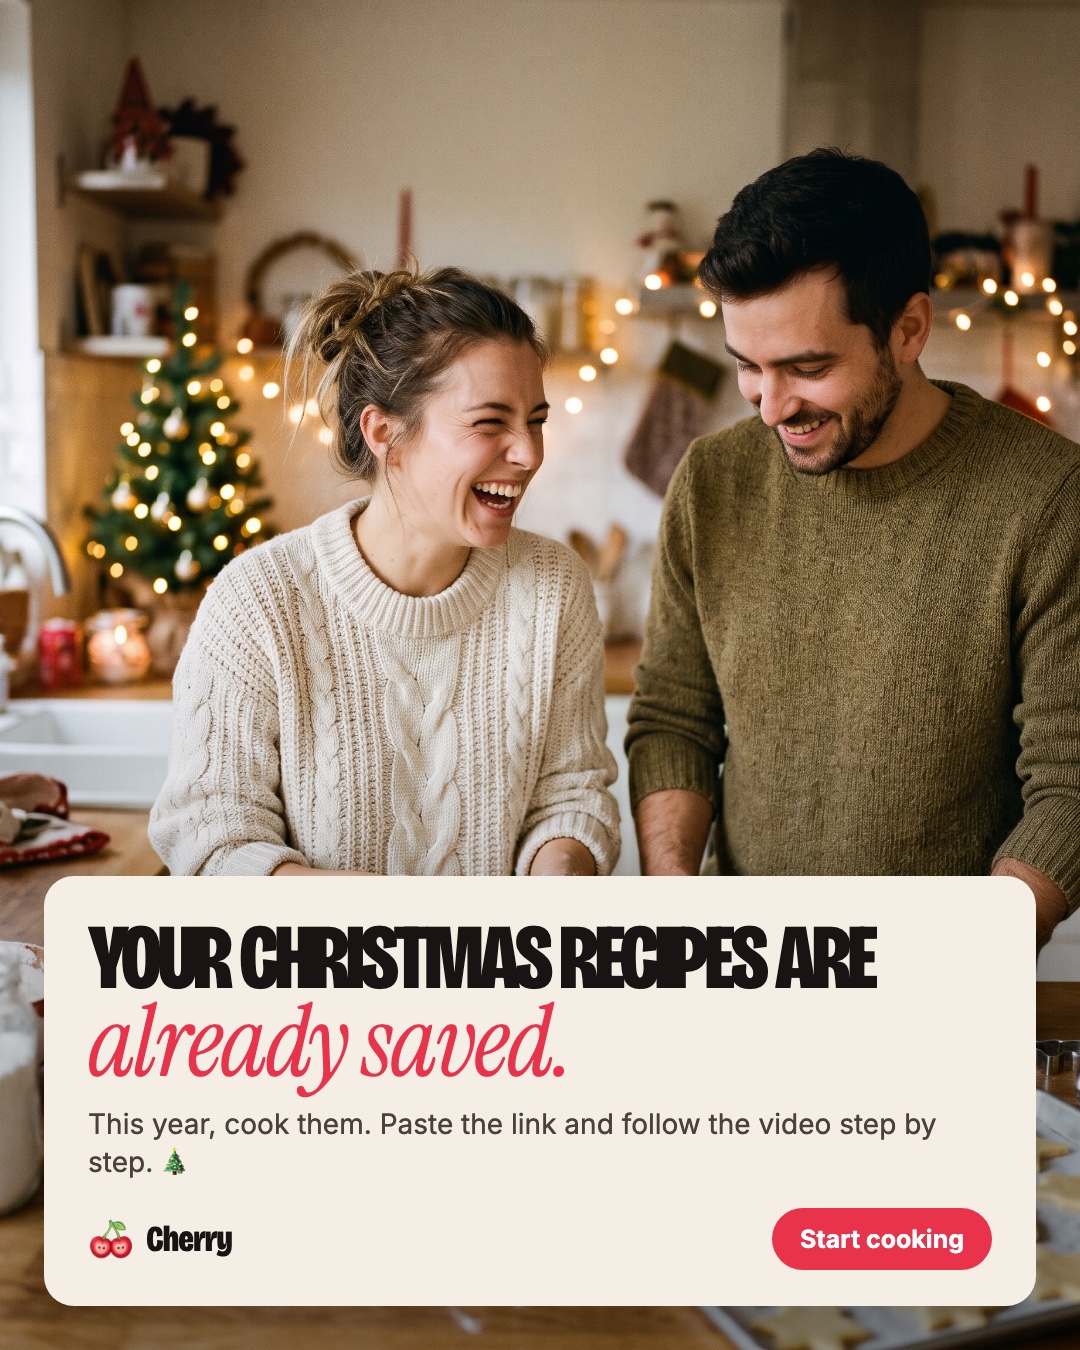 YOUR CHRISTMAS RECIPES ARE
already saved.
This year, cook them. Paste the link and follow the video step by
step. 🎄
Cherry
Start cooking